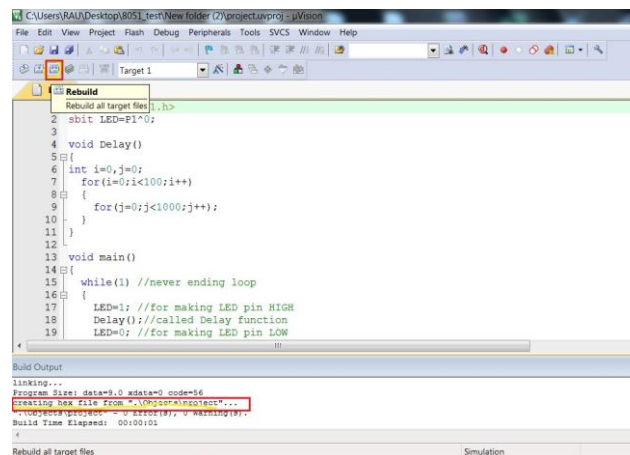 C:\Users\RAU\Desktop\8051_test\New folder (2)\project.uvproj - µVision
File Edit View Project Flash Debug Peripherals Tools SVCS Window Help
Target 1
Rebuild
Rebuild all target files 1.h>
2 sbit LED=P1^0;
3
4 void Delay()
5 {
6 int i=0,j=0;
7 for(i=0;i<100;i++)
8 {
9 for(j=0;j<1000;j++);
10 }
11 }
12
13 void main()
14 {
15 while(1) //never ending loop
16 {
17 LED=1; //for making LED pin HIGH
18 Delay();//called Delay function
19 LED=0; //for making LED pin LOW
Build Output
linking...
Program Size: data=9.0 xdata=0 code=56
creating hex file from ".\Objects\project"...
".\Objects\project" - 0 Error(s), 0 Warning(s).
Build Time Elapsed: 00:00:01
Rebuild all target files
Simulation